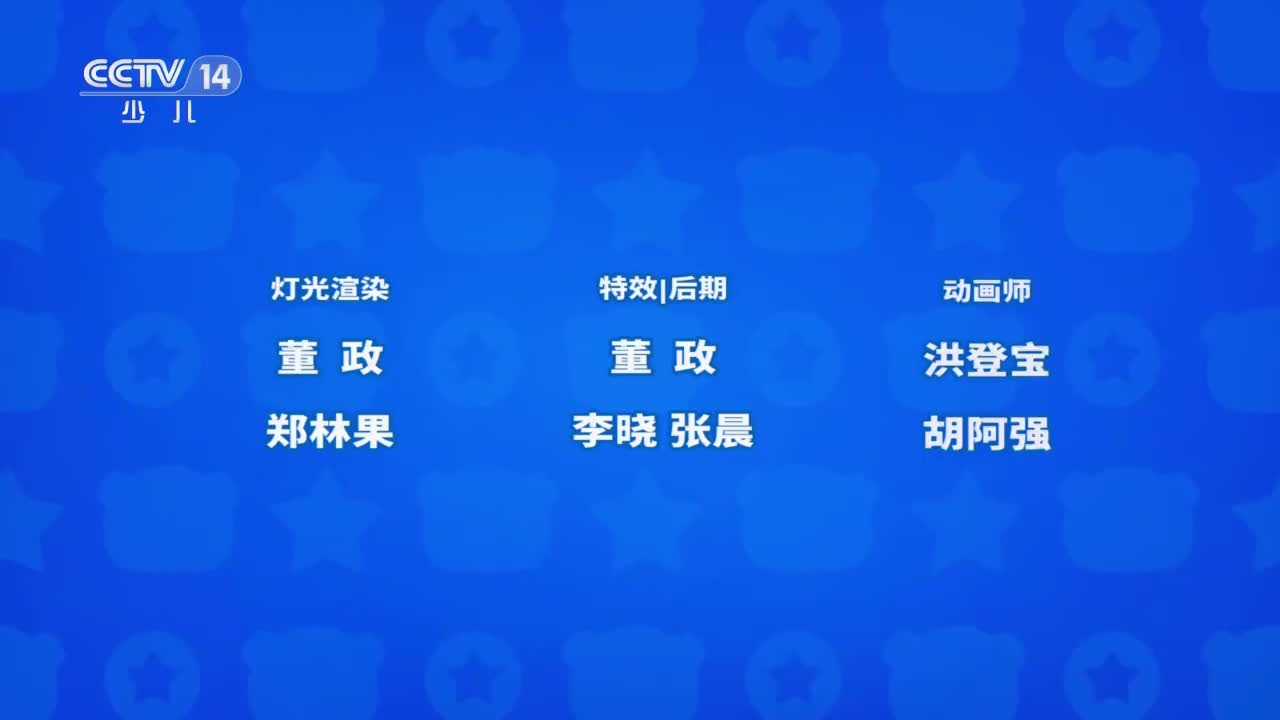 CCTV 14
少儿
灯光渲染
董 政
郑林果
特效|后期
董 政
李晓 张晨
动画师
洪登宝
胡阿强